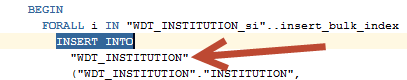 BEGIN
FORALL i IN "WDT_INSTITUTION_si"..insert_bulk_index
INSERT INTO
"WDT_INSTITUTION"
("WDT_INSTITUTION"."INSTITUTION",